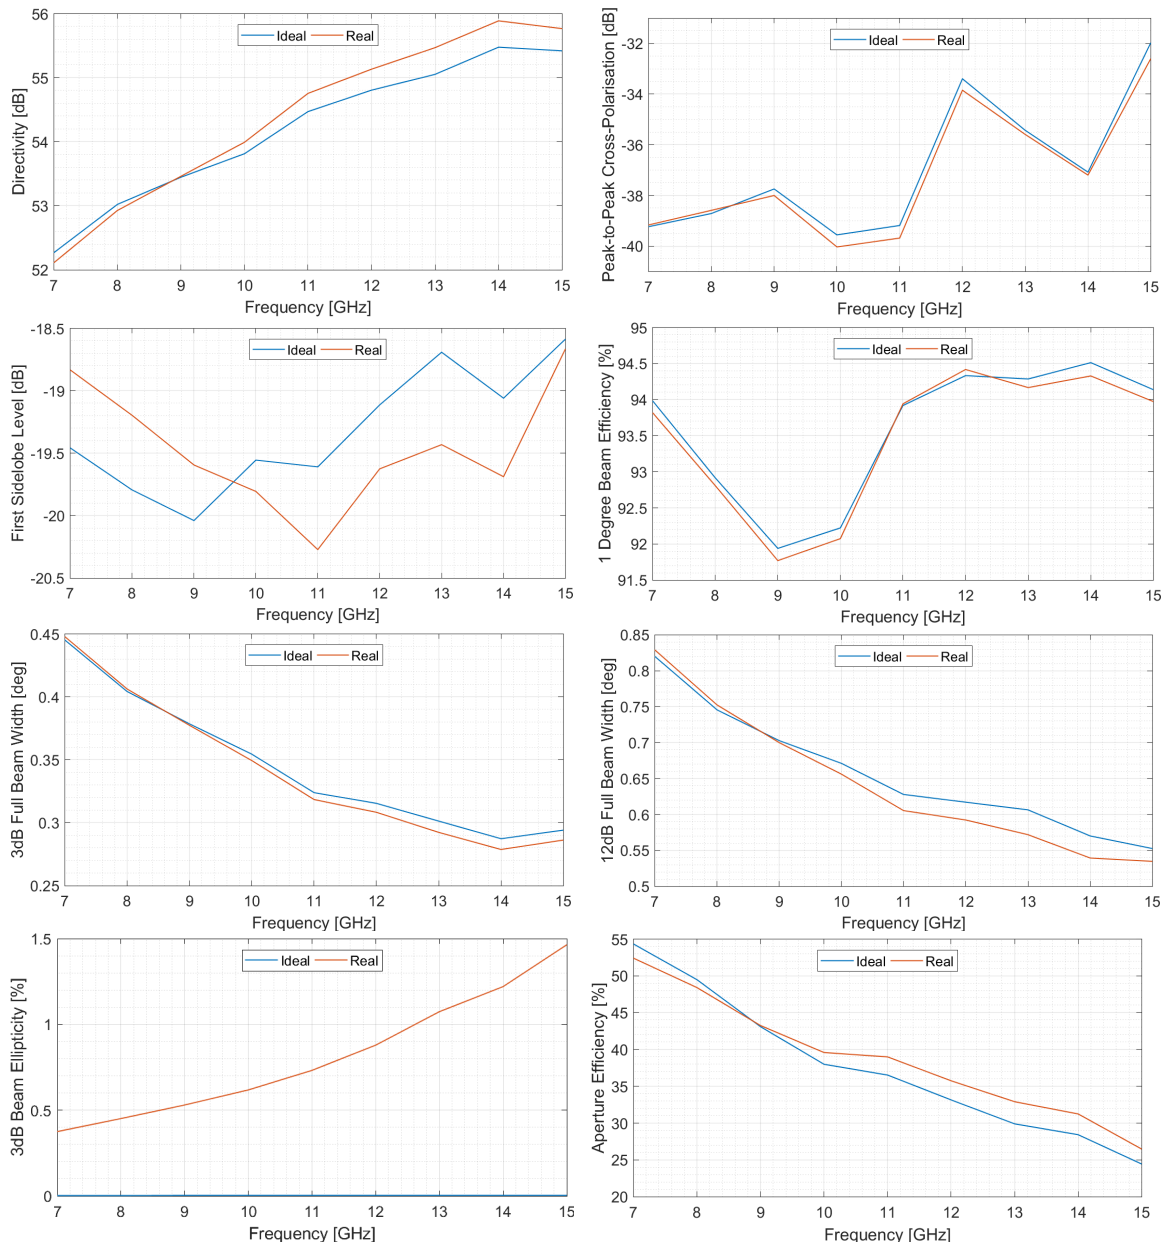 Directivity [dB]
56
55
54
53
52
Ideal Real
7 8 9 10 11 12 13 14 15
Frequency [GHz]
Peak-to-Peak Cross-Polarisation [dB]
-32
-34
-36
-38
-40
Ideal Real
7 8 9 10 11 12 13 14 15
Frequency [GHz]
First Sidelobe Level [dB]
-18.5
-19
-19.5
-20
-20.5
Ideal Real
7 8 9 10 11 12 13 14 15
Frequency [GHz]
1 Degree Beam Efficiency [%]
95
94.5
94
93.5
93
92.5
92
91.5
Ideal Real
7 8 9 10 11 12 13 14 15
Frequency [GHz]
3dB Full Beam Width [deg]
0.45
0.4
0.35
0.3
0.25
Ideal Real
7 8 9 10 11 12 13 14 15
Frequency [GHz]
12dB Full Beam Width [deg]
0.85
0.8
0.75
0.7
0.65
0.6
0.55
0.5
Ideal Real
7 8 9 10 11 12 13 14 15
Frequency [GHz]
3dB Beam Ellipticity [%]
1.5
1
0.5
0
Ideal Real
7 8 9 10 11 12 13 14 15
Frequency [GHz]
Aperture Efficiency [%]
55
50
45
40
35
30
25
20
Ideal Real
7 8 9 10 11 12 13 14 15
Frequency [GHz]